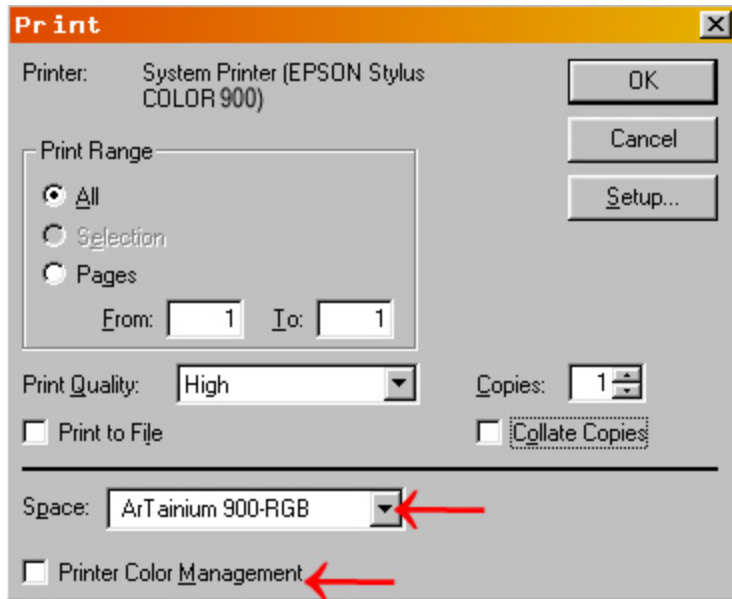 Print
Printer: System Printer (EPSON Stylus
COLOR 900)
OK
Cancel
Setup...
Print Range
All
Selection
Pages
From: 1 To: 1
Print Quality: High
Copies: 1
Print to File
Collate Copies
Space: ArTainium 900-RGB
Printer Color Management